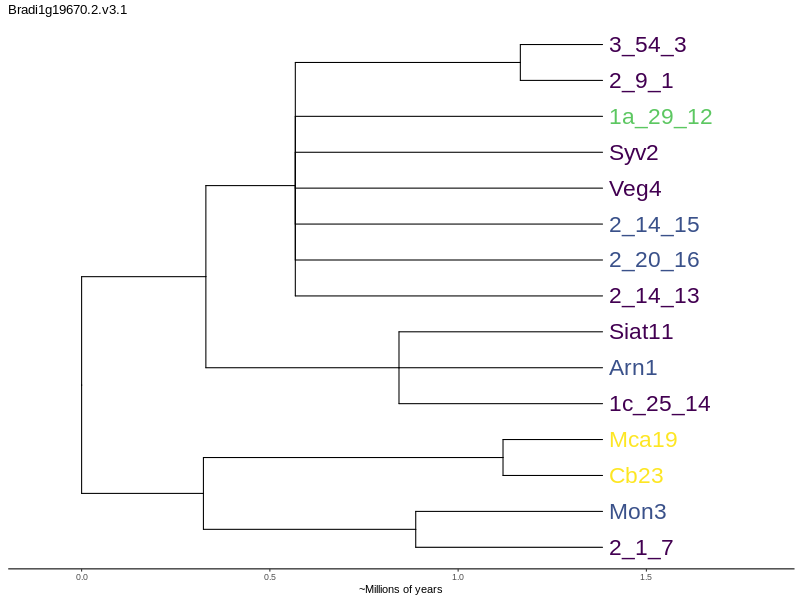 Bradi1g19670.2.v3.1
3_54_3
2_9_1
1a_29_12
Syv2
Veg4
2_14_15
2_20_16
2_14_13
Siat11
Arn1
1c_25_14
Mca19
Cb23
Mon3
2_1_7
0.0 0.5 1.0 1.5
~Millions of years